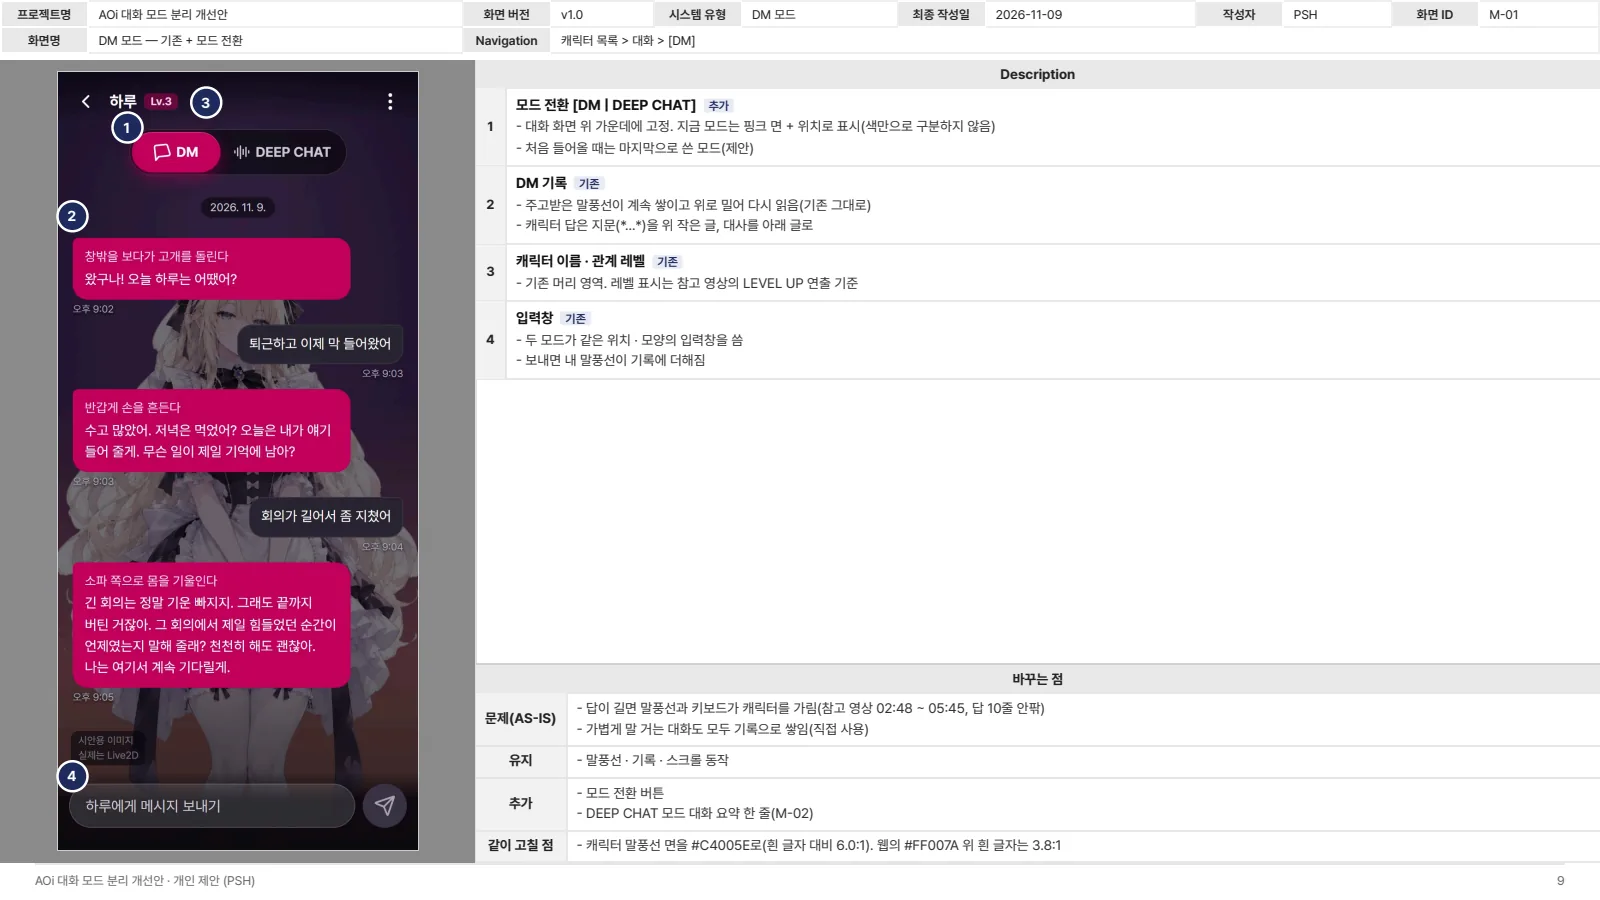 프로젝트명 AOi 대화 모드 분리 개선안 화면 버전 v1.0 시스템 유형 DM 모드 최종 작성일 2026-11-09 작성자 PSH 화면 ID M-01
화면명 DM 모드 — 기존 + 모드 전환 Navigation 캐릭터 목록 > 대화 > [DM]
하루 Lv.3 3
1
DM DEEP CHAT
2026. 11. 9.
2
창밖을 보다가 고개를 돌린다
왔구나! 오늘 하루는 어땠어?
오후 9:02
퇴근하고 이제 막 들어왔어
오후 9:03
반갑게 손을 흔든다
수고 많았어. 저녁은 먹었어? 오늘은 내가 얘기
들어 줄게. 무슨 일이 제일 기억에 남아?
오후 9:03
회의가 길어서 좀 지쳤어
오후 9:04
소파 쪽으로 몸을 기울인다
긴 회의는 정말 기운 빠지지. 그래도 끝까지
버틴 거잖아. 그 회의에서 제일 힘들었던 순간이
언제였는지 말해 줄래? 천천히 해도 괜찮아.
나는 여기서 계속 기다릴게.
오후 9:05
시안용 이미지
실제는 Live2D
4
하루에게 메시지 보내기
Description
1
모드 전환 [DM | DEEP CHAT] 추가
- 대화 화면 위 가운데에 고정. 지금 모드는 핑크 면 + 위치로 표시(색만으로 구분하지 않음)
- 처음 들어올 때는 마지막으로 쓴 모드(제안)
2
DM 기록 기존
- 주고받은 말풍선이 계속 쌓이고 위로 밀어 다시 읽음(기존 그대로)
- 캐릭터 답은 지문(*...*)을 위 작은 글, 대사를 아래 글로
3
캐릭터 이름 · 관계 레벨 기존
- 기존 머리 영역. 레벨 표시는 참고 영상의 LEVEL UP 연출 기준
4
입력창 기존
- 두 모드가 같은 위치 · 모양의 입력창을 씀
- 보내면 내 말풍선이 기록에 더해짐
바꾸는 점
문제(AS-IS)
- 답이 길면 말풍선과 키보드가 캐릭터를 가림(참고 영상 02:48 ~ 05:45, 답 10줄 안팎)
- 가볍게 말 거는 대화도 모두 기록으로 쌓임(직접 사용)
유지
- 말풍선 · 기록 · 스크롤 동작
추가
- 모드 전환 버튼
- DEEP CHAT 모드 대화 요약 한 줄(M-02)
같이 고칠 점
- 캐릭터 말풍선 면을 #C4005E로(흰 글자 대비 6.0:1). 웹의 #FF007A 위 흰 글자는 3.8:1
AOi 대화 모드 분리 개선안 · 개인 제안 (PSH)
9